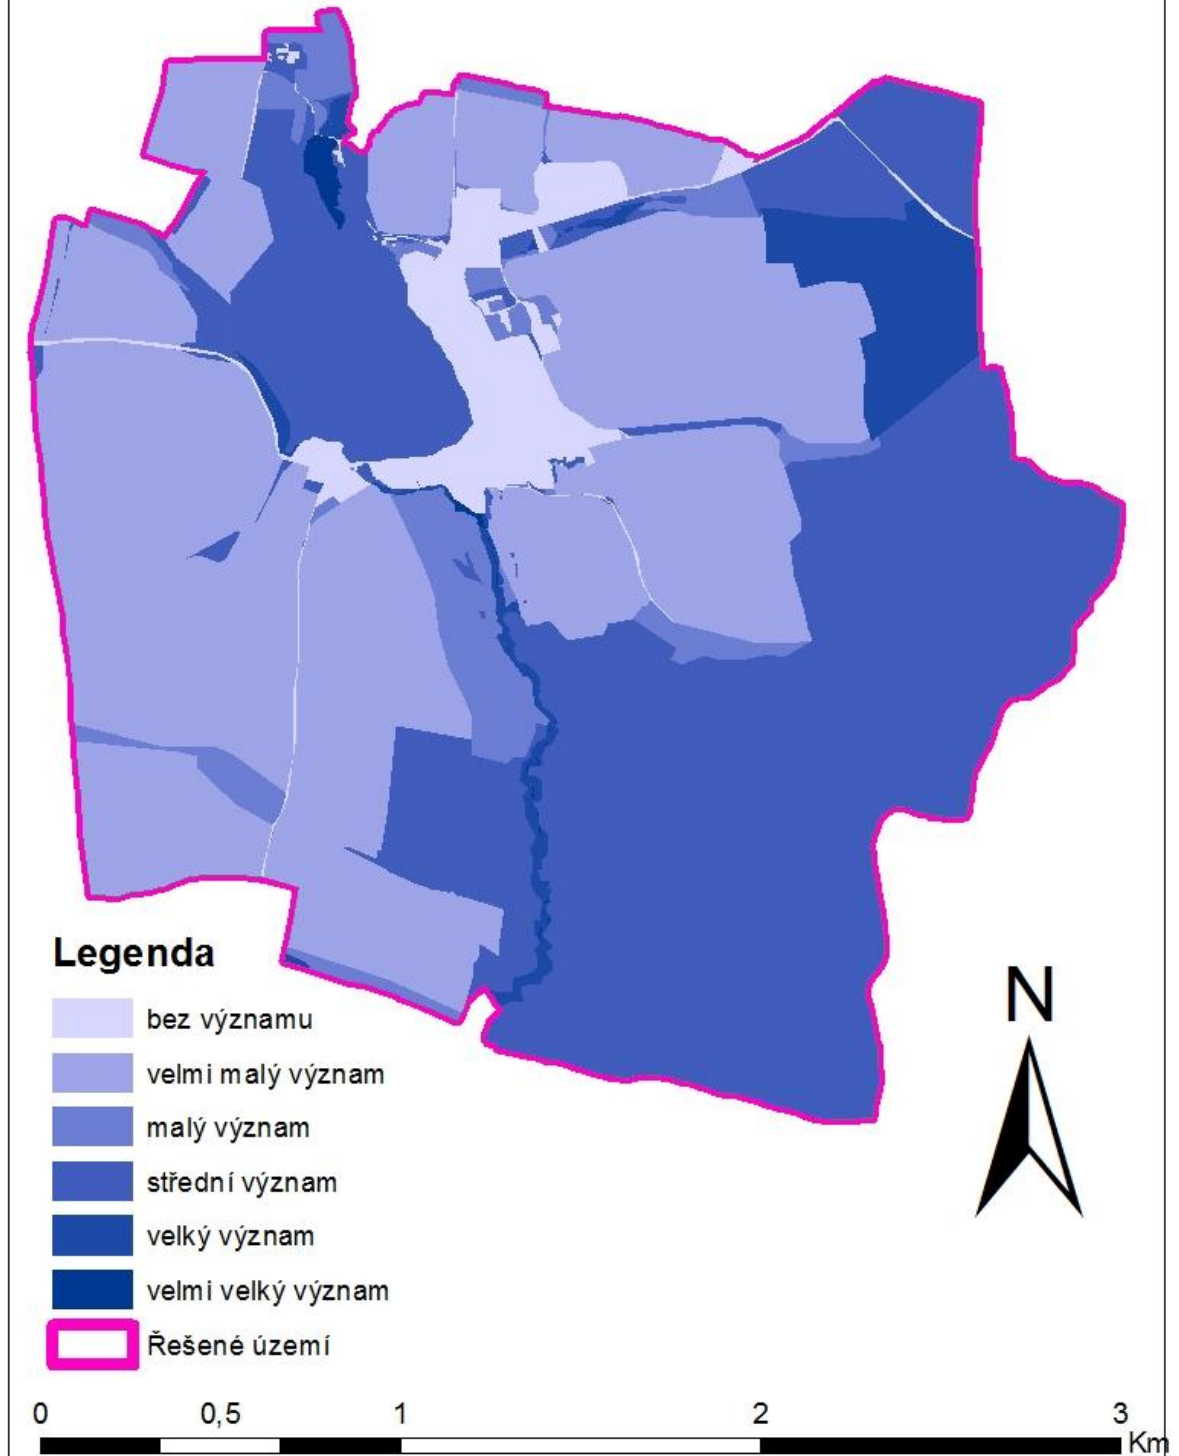 N
Legenda
bez významu
velmi malý význam
malý význam
střední význam
velký význam
velmi velký význam
Řešené území
0 0,5 1 2 3
Km